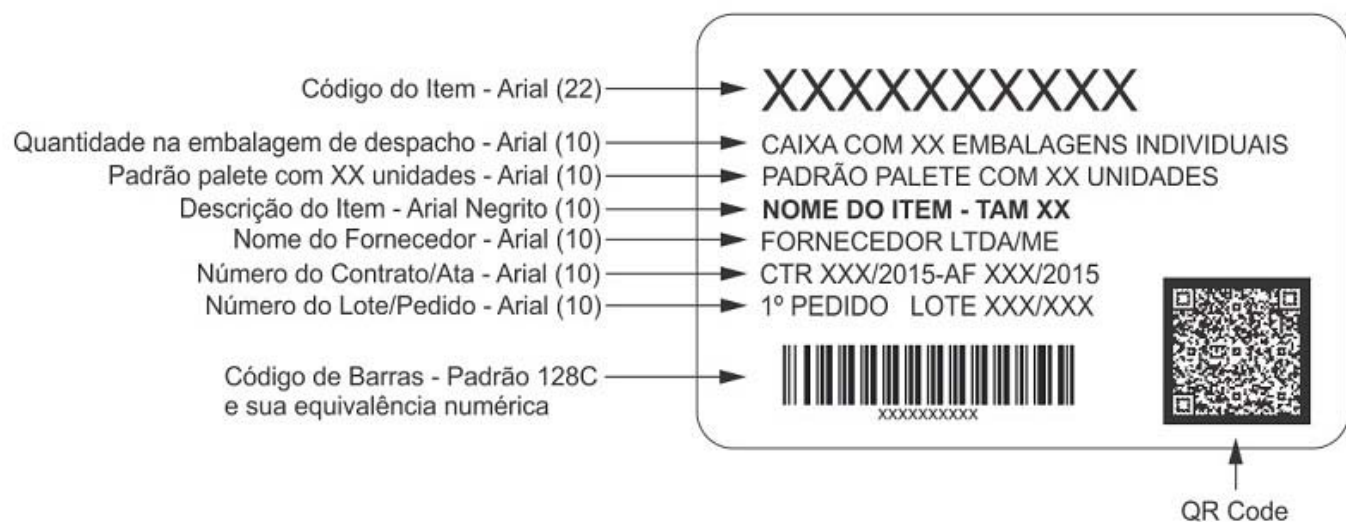 Código do Item - Arial (22)
XXXXXXXXXX
Quantidade na embalagem de despacho - Arial (10)
CAIXA COM XX EMBALAGENS INDIVIDUAIS
Padrão palete com XX unidades - Arial (10)
PADRÃO PALETE COM XX UNIDADES
Descrição do Item - Arial Negrito (10)
NOME DO ITEM - TAM XX
Nome do Fornecedor - Arial (10)
FORNECEDOR LTDA/ME
Número do Contrato/Ata - Arial (10)
CTR XXX/2015-AF XXX/2015
Número do Lote/Pedido - Arial (10)
1º PEDIDO LOTE XXX/XXX
Código de Barras - Padrão 128C
e sua equivalência numérica
XXXXXXXXXX
QR Code